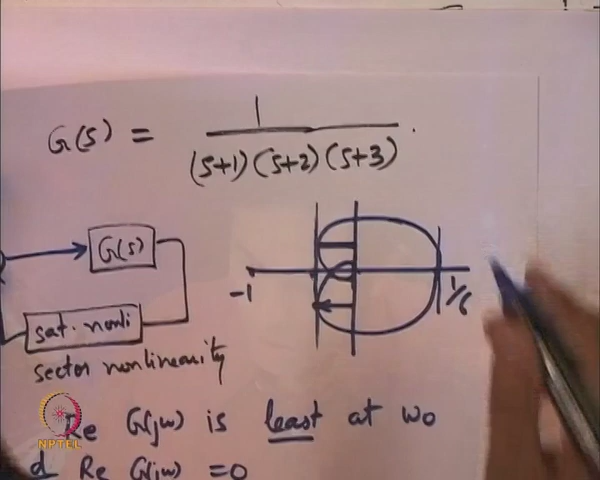 G(s) =
1
(s+1)(s+2)(s+3)
G(s)
-1
1/6
sat. nonli
sector nonlinearity
Re G(jω) is least at ω₀
d Re G(jω) = 0
NPTEL